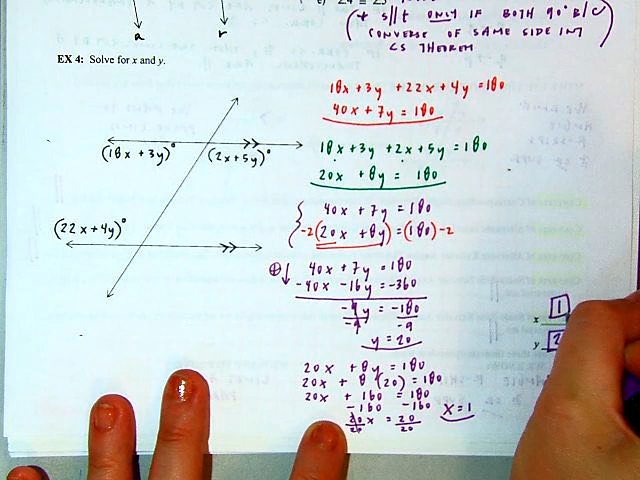 (* s||t ONLY IF BOTH 90° B/C
CONVERSE OF SAME SIDE INT
<s THEOREM)
a r
EX 4: Solve for x and y.
(18x + 3y)° (2x+5y)°
(22x + 4y)°
18x + 3y + 22x + 4y = 180
40x + 7y = 180
18x + 3y + 2x + 5y = 180
20x + 8y = 180
40x + 7y = 180
-2(20x + 8y) = (180)-2
⊕↓ 40x + 7y = 180
-40x -16y = -360
-9y = -180
-9 -9
y = 20
20x + 8y = 180
20x + 8(20) = 180
20x + 160 = 180
-160 -160
20x = 20
20 20
x = 1
x 1
y 2